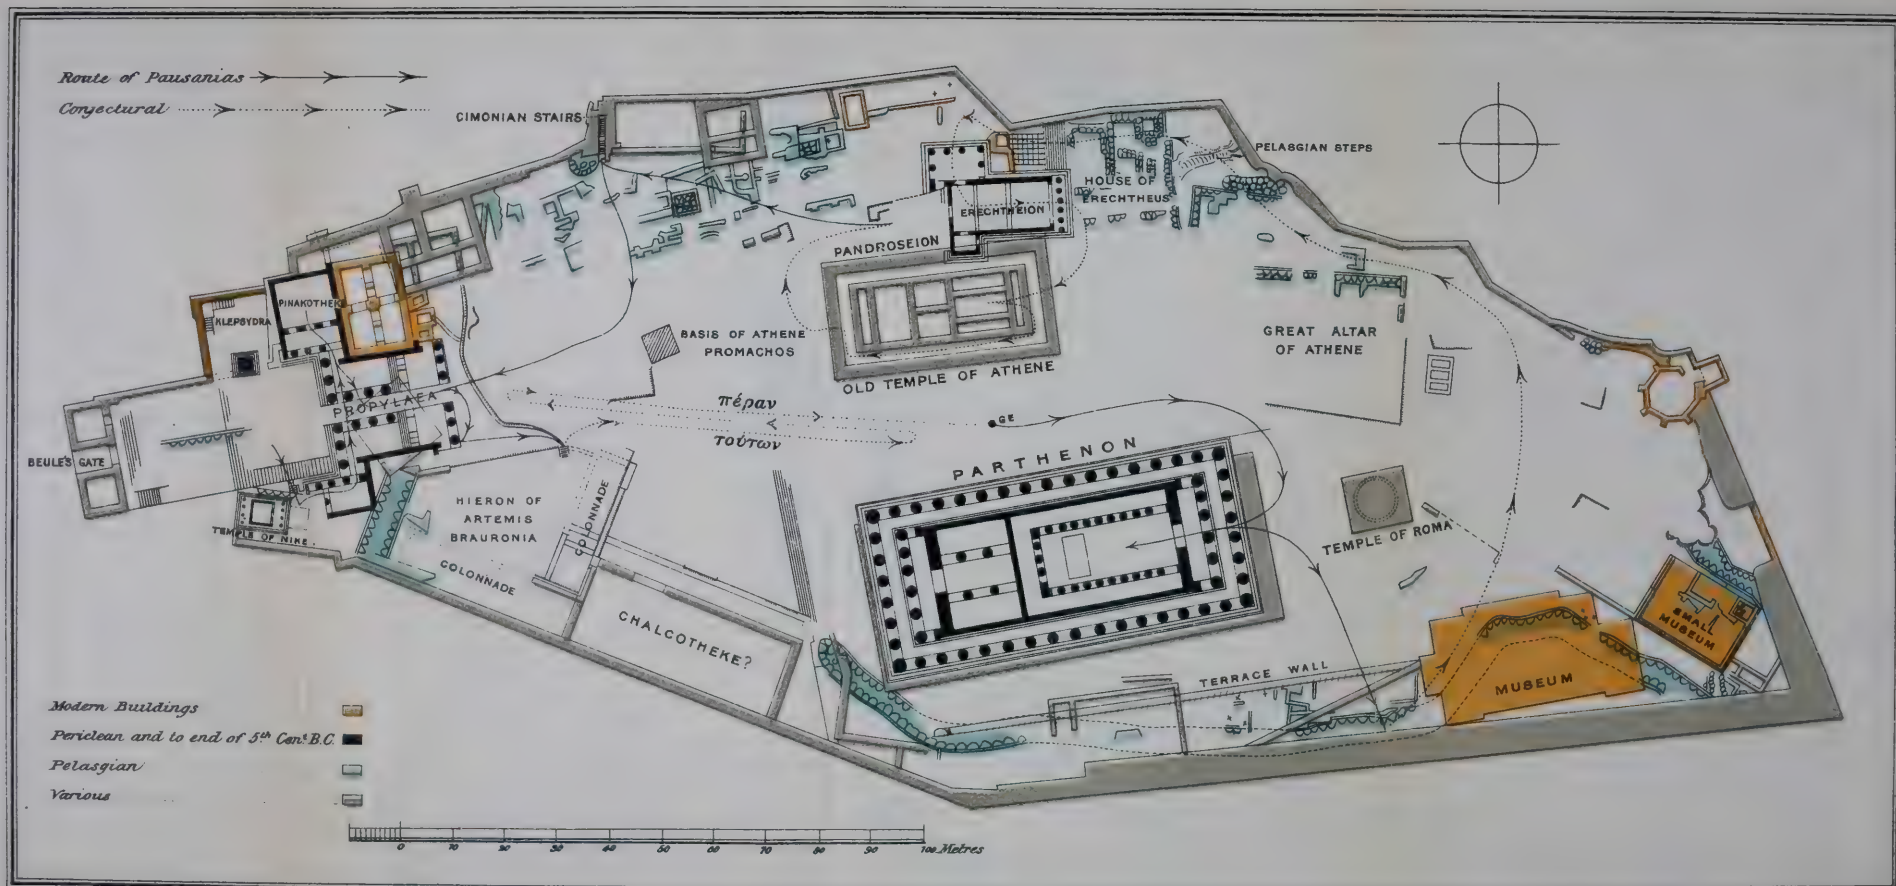 Route of Pausanias
Conjectural
CIMONIAN STAIRS
PELASGIAN STEPS
HOUSE OF
ERECHTHEUS
ERECHTHEION
PANDROSEION
PINAKOTHEKE
KLEPSYDRA
BASIS OF ATHENE
PROMACHOS
GREAT ALTAR
OF ATHENE
OLD TEMPLE OF ATHENE
PROPYLAEA
πέραν
τούτων
GE
BEULE'S GATE
PARTHENON
HIERON OF
ARTEMIS
BRAURONIA
COLONNADE
TEMPLE OF NIKE
COLONNADE
TEMPLE OF ROMA
CHALCOTHEKE?
SMALL
MUSEUM
TERRACE WALL
MUSEUM
Modern Buildings
Periclean and to end of 5th Cent. B.C.
Pelasgian
Various
0 10 20 30 40 50 60 70 80 90 100 Metres